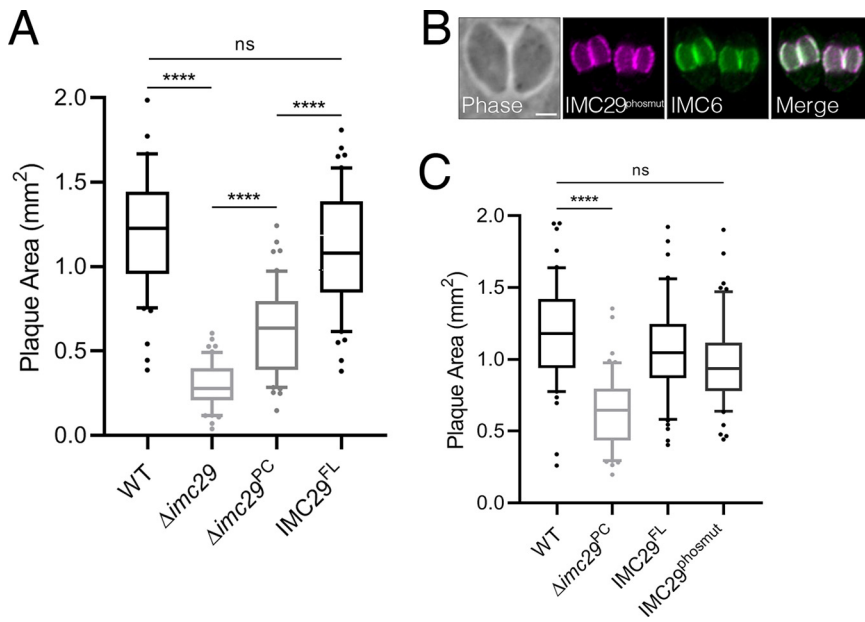 A
ns
****
****
****
Plaque Area (mm²)
2.0
1.5
1.0
0.5
0.0
WT
Δimc29
Δimc29ᴾᶜ
IMC29ꟳᴸ
B
Phase
IMC29ᵖʰᵒˢᵐᵘᵗ
IMC6
Merge
C
ns
****
Plaque Area (mm²)
2.0
1.5
1.0
0.5
0.0
WT
Δimc29ᴾᶜ
IMC29ꟳᴸ
IMC29ᵖʰᵒˢᵐᵘᵗ